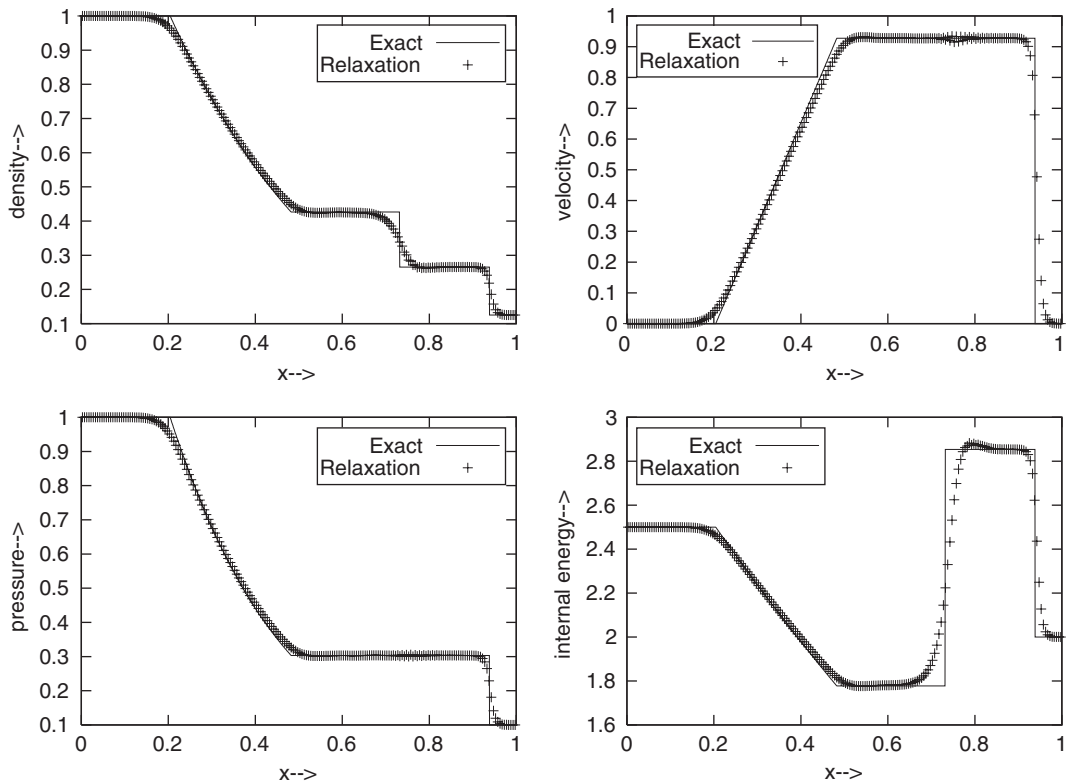 1
0.9
0.8
0.7
0.6
0.5
0.4
0.3
0.2
0.1
0 0.2 0.4 0.6 0.8 1
density-->
x-->
Exact
Relaxation
1
0.9
0.8
0.7
0.6
0.5
0.4
0.3
0.2
0.1
0
0 0.2 0.4 0.6 0.8 1
velocity-->
x-->
Exact
Relaxation
1
0.9
0.8
0.7
0.6
0.5
0.4
0.3
0.2
0.1
0 0.2 0.4 0.6 0.8 1
pressure-->
x-->
Exact
Relaxation
3
2.8
2.6
2.4
2.2
2
1.8
1.6
0 0.2 0.4 0.6 0.8 1
internal energy-->
x-->
Exact
Relaxation